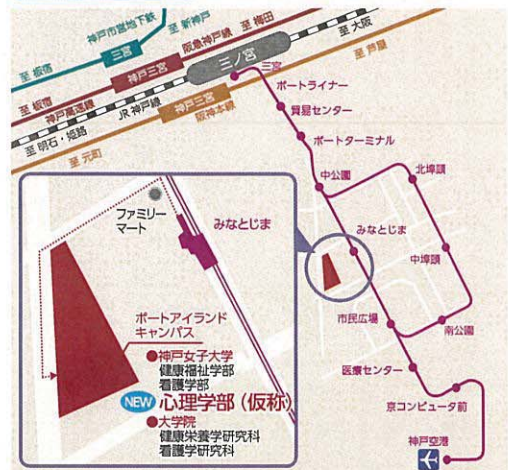 神戸市営地下鉄
至 新神戸
三宮
至 板宿
阪急神戸線
至 梅田
神戸三宮
三ノ宮
至 大阪
至 板宿
神戸高速線
JR 神戸線
神戸三宮
阪神本線
至 芦屋
至 明石・姫路
至 元町
三宮
ポートライナー
貿易センター
ポートターミナル
中公園
北埠頭
みなとじま
中埠頭
市民広場
南公園
医療センター
京コンピュータ前
神戸空港
ファミリー
マート
みなとじま
ポートアイランド
キャンパス
●神戸女子大学
健康福祉学部
看護学部
NEW 心理学部(仮称)
●大学院
健康栄養学研究科
看護学研究科